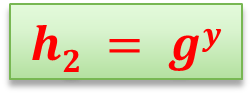 h₂ = gʸ